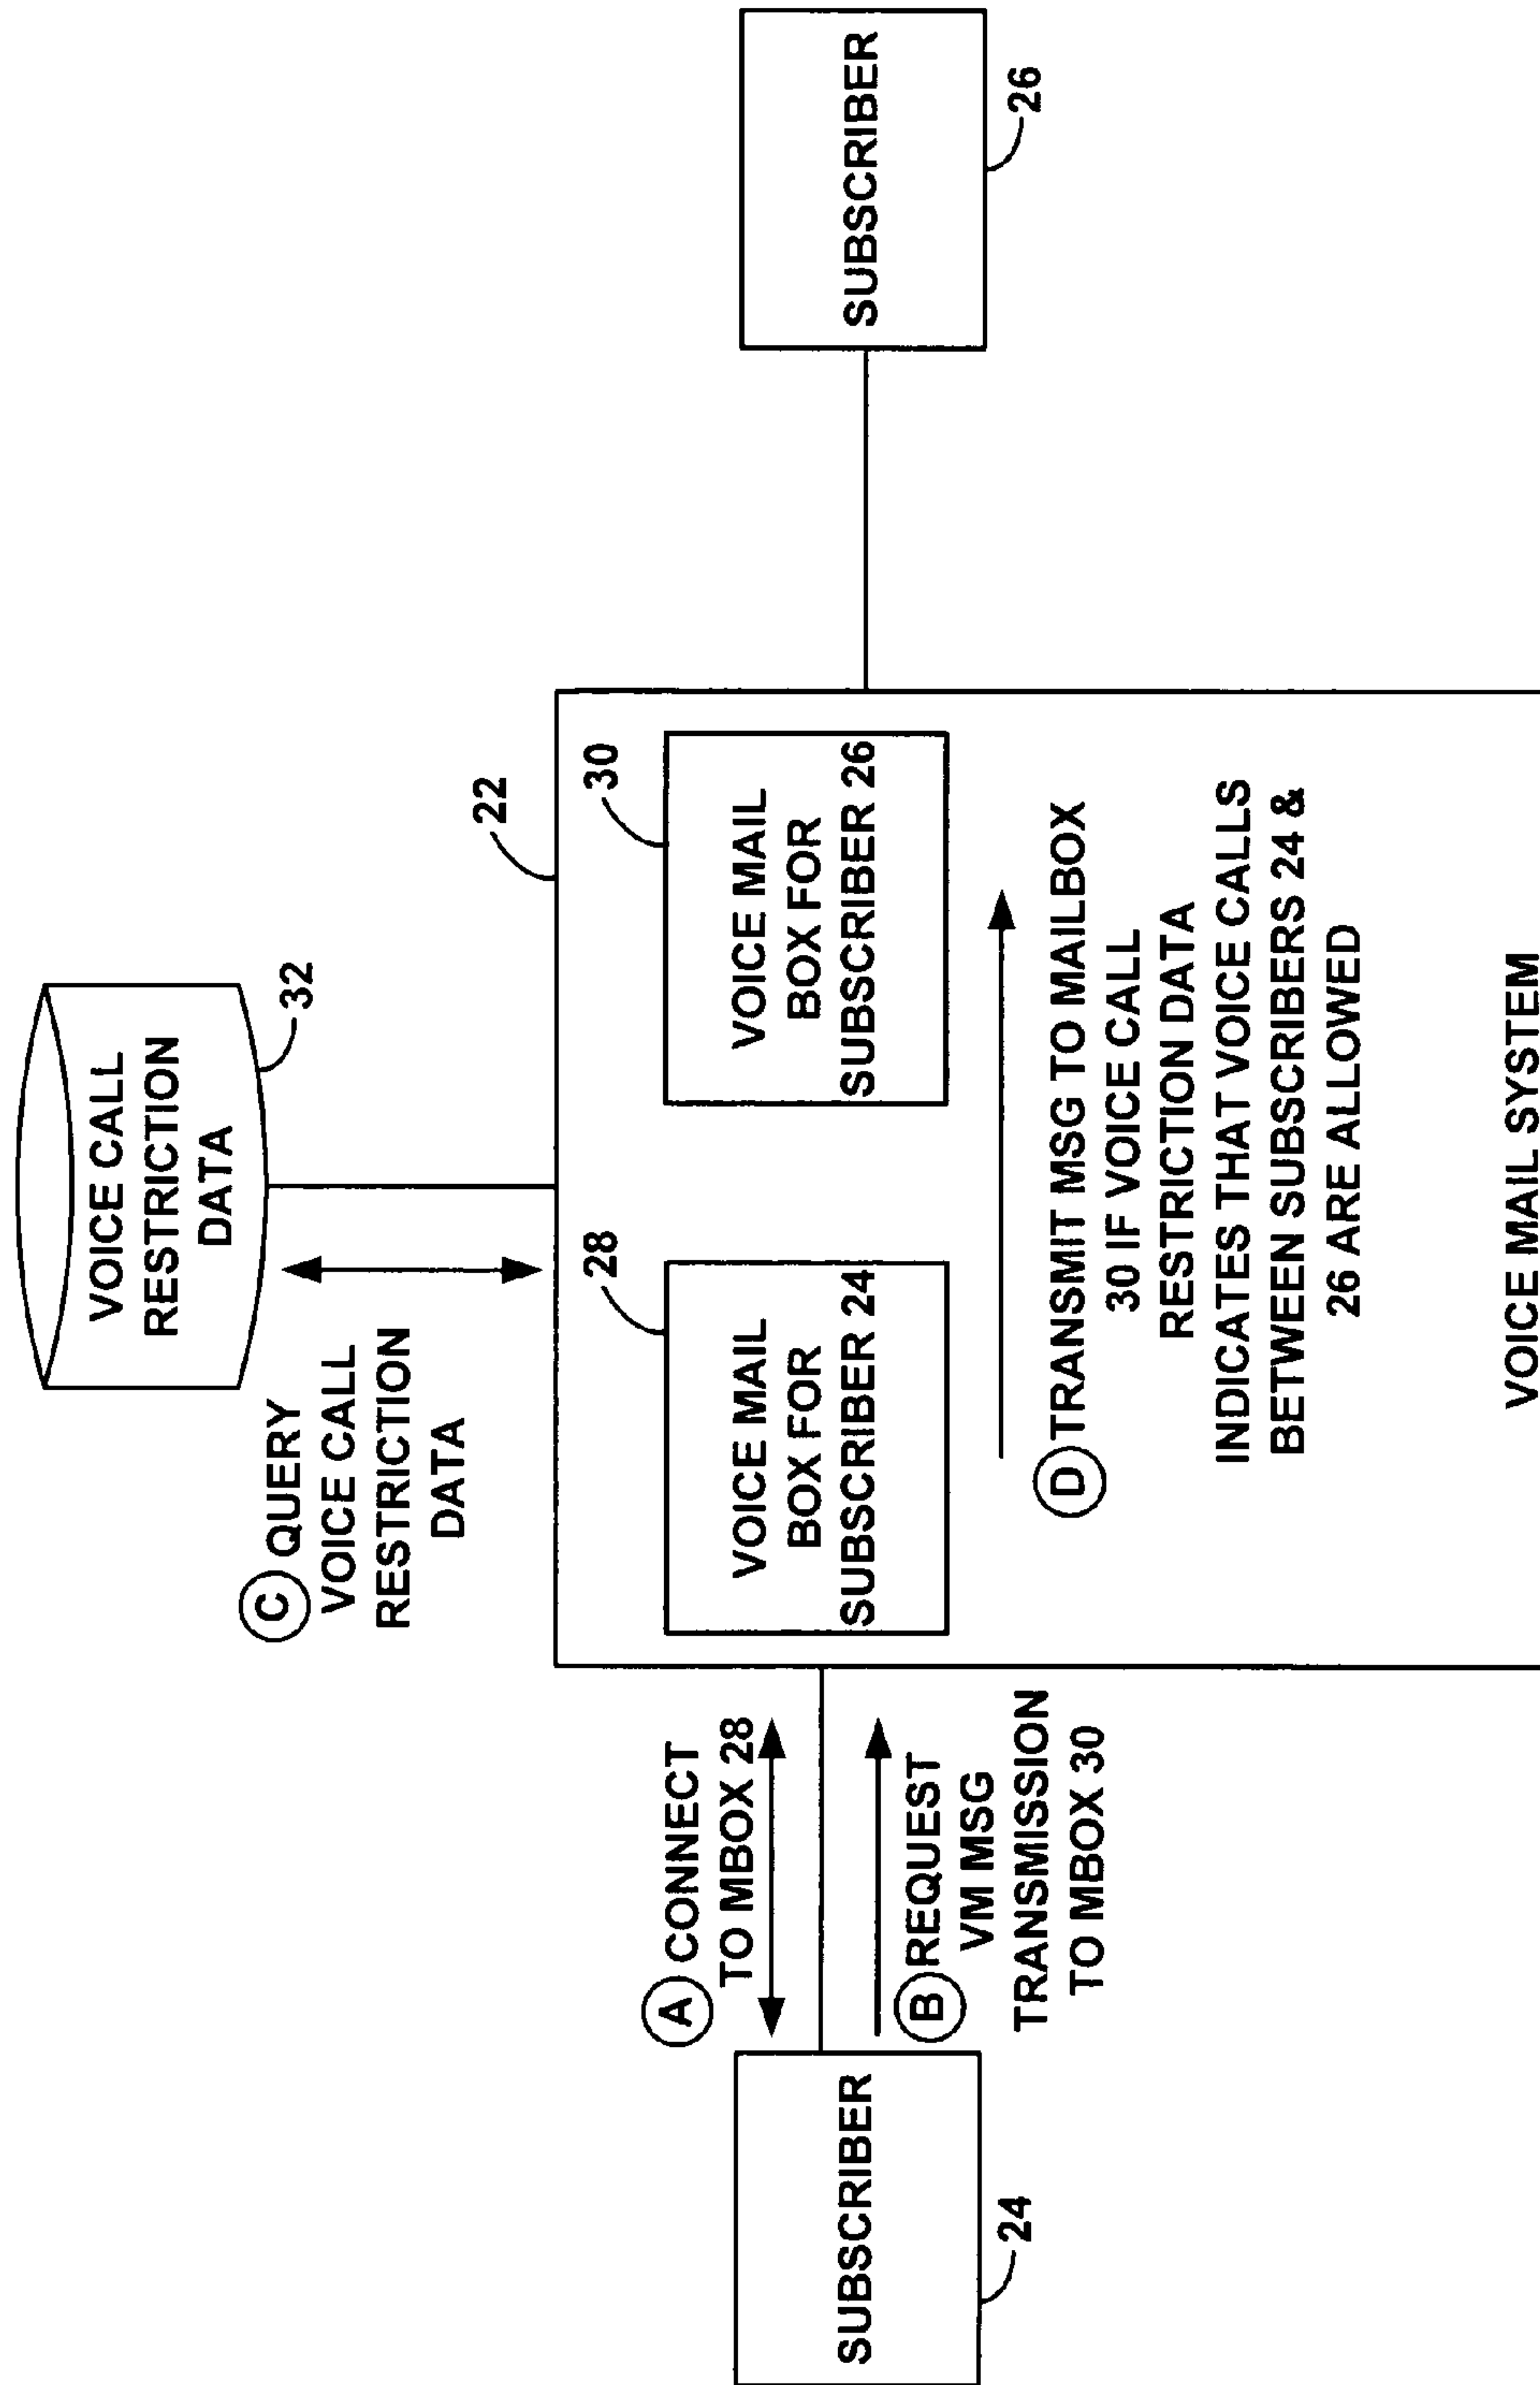 VOICE CALL
RESTRICTION
DATA
32
C QUERY
VOICE CALL
RESTRICTION
DATA
22
A CONNECT
TO MBOX 28
B REQUEST
VM MSG
TRANSMISSION
TO MBOX 30
SUBSCRIBER
24
28
VOICE MAIL
BOX FOR
SUBSCRIBER 24
30
VOICE MAIL
BOX FOR
SUBSCRIBER 26
D TRANSMIT MSG TO MAILBOX
30 IF VOICE CALL
RESTRICTION DATA
INDICATES THAT VOICE CALLS
BETWEEN SUBSCRIBERS 24 &
26 ARE ALLOWED
VOICE MAIL SYSTEM
SUBSCRIBER
26